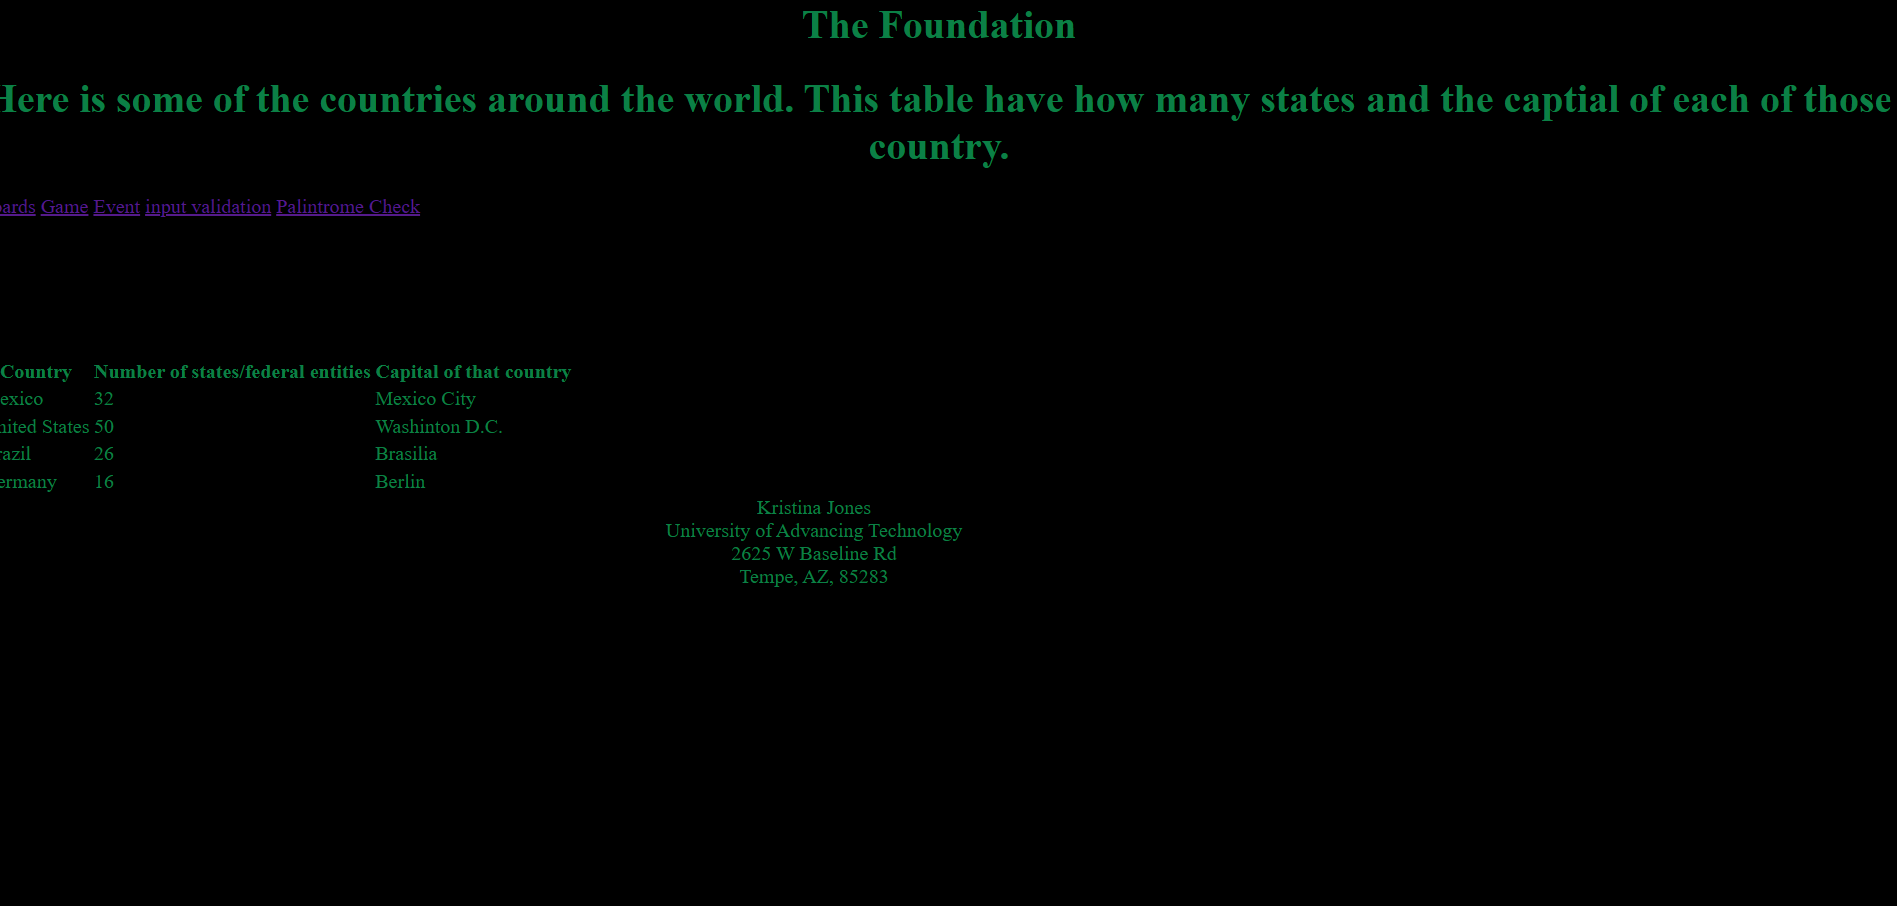 The Foundation
Here is some of the countries around the world. This table have how many states and the captial of each of those
country.
Game Event input validation Palintrome Check
Country Number of states/federal entities Capital of that country
exico 32 Mexico City
nited States 50 Washinton D.C.
razil 26 Brasilia
ermany 16 Berlin
Kristina Jones
University of Advancing Technology
2625 W Baseline Rd
Tempe, AZ, 85283